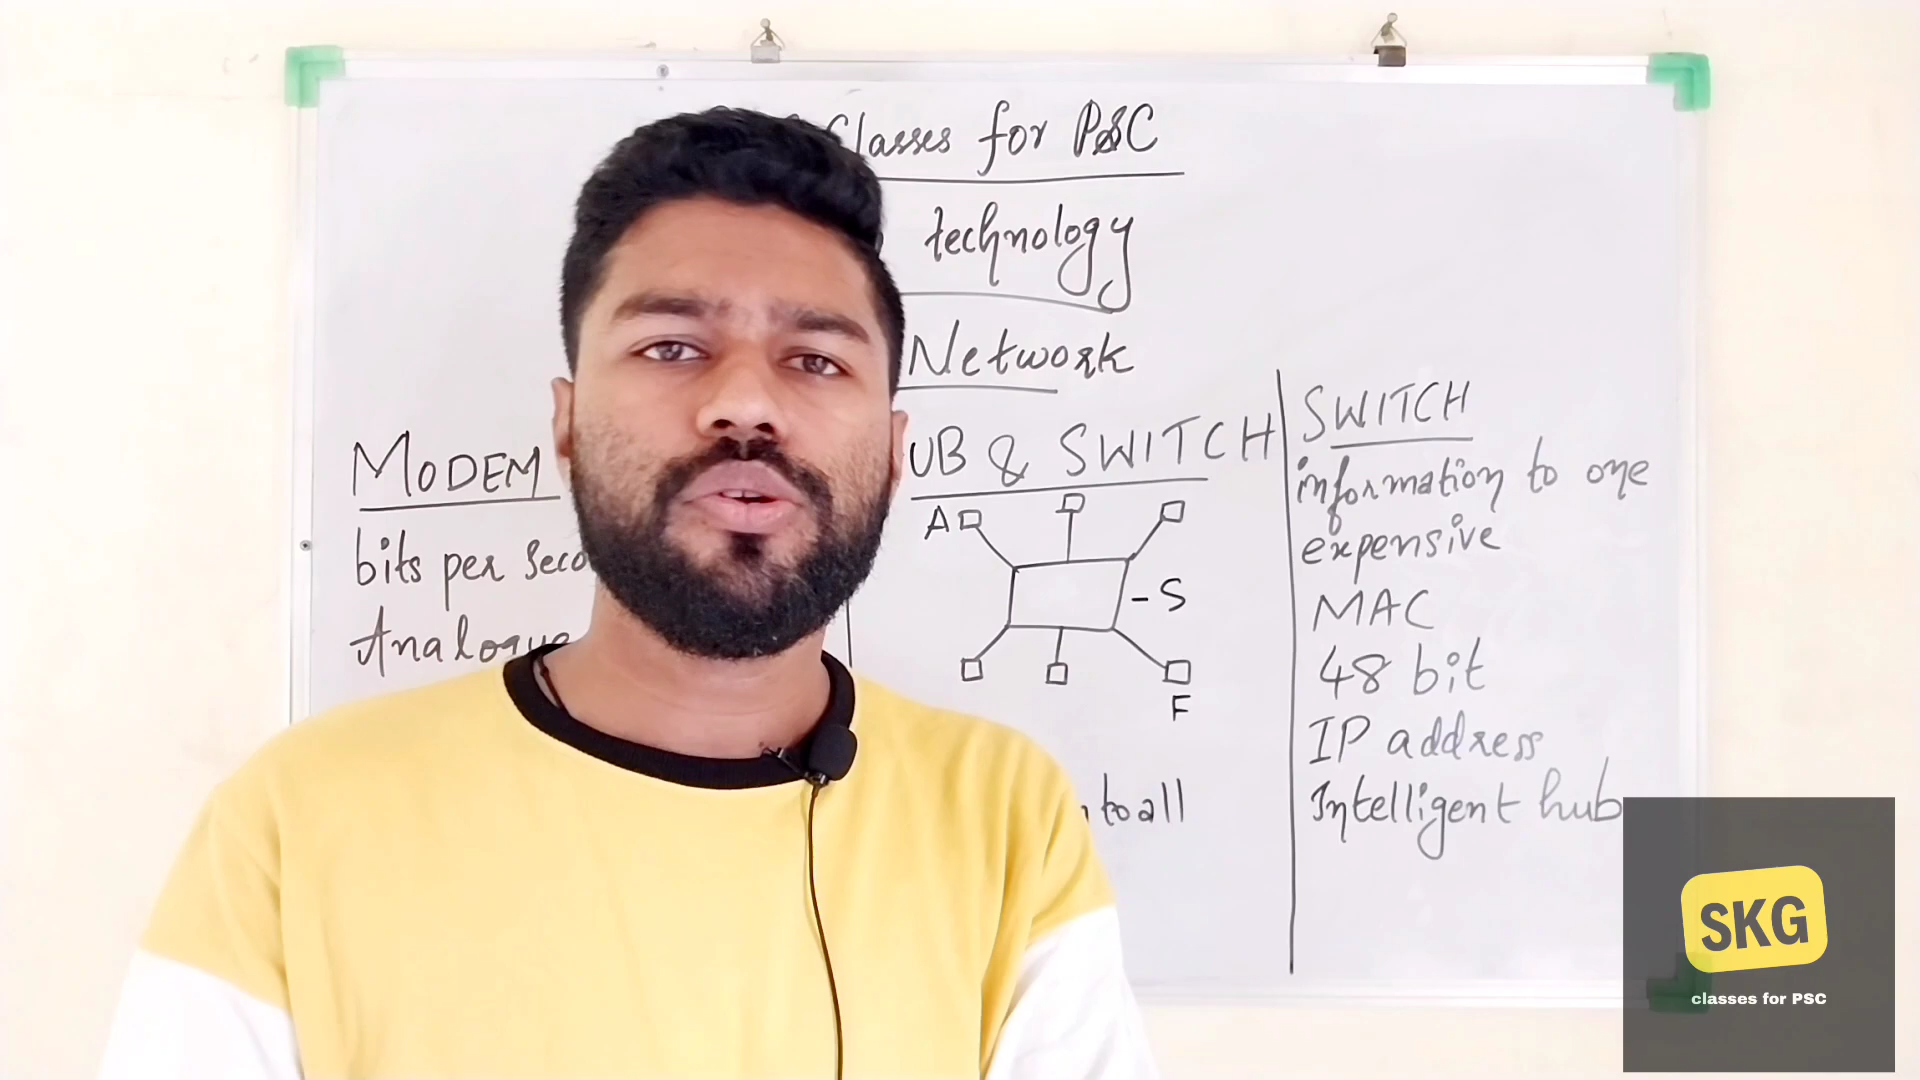 Classes for PSC
technology
Network
MODEM
bits per Seco
Analogue
UB & SWITCH
A
- S
F
to all
SWITCH
information to one
expensive
MAC
48 bit
IP address
Intelligent hub
SKG
classes for PSC